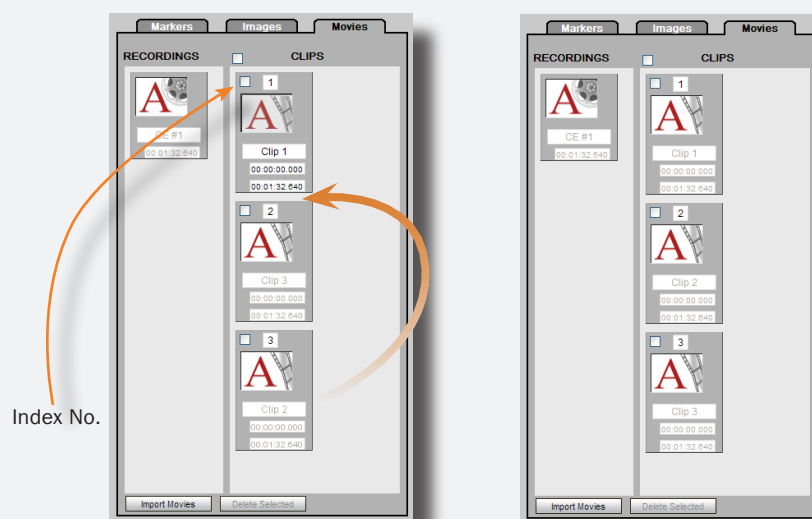 Markers Images Movies
RECORDINGS CLIPS
1
A
CE #1
00:01:32.640
A
Clip 1
00:00:00.000
00:01:32.640
2
A
Clip 3
00:00:00.000
00:01:32.640
3
A
Clip 2
00:00:00.000
00:01:32.640
Index No.
Import Movies Delete Selected
Markers Images Movies
RECORDINGS CLIPS
1
A
CE #1
00:01:32.640
A
Clip 1
00:00:00.000
00:01:32.640
2
A
Clip 2
00:00:00.000
00:01:32.640
3
A
Clip 3
00:00:00.000
00:01:32.640
Import Movies Delete Selected